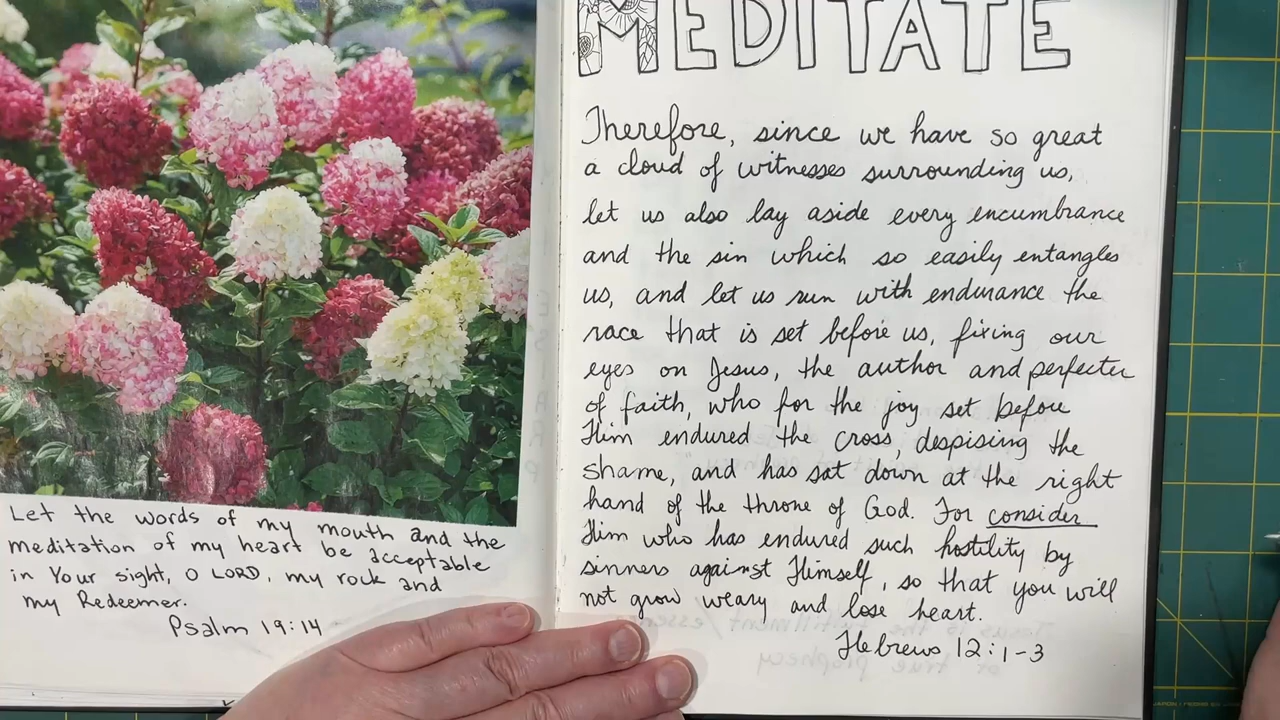 Let the words of my mouth and the
meditation of my heart be acceptable
in Your sight, O LORD, my rock and
my Redeemer.
Psalm 19:14
MEDITATE
Therefore, since we have so great
a cloud of witnesses surrounding us,
let us also lay aside every encumbrance
and the sin which so easily entangles
us, and let us run with endurance the
race that is set before us, fixing our
eyes on Jesus, the author and perfecter
of faith, who for the joy set before
Him endured the cross, despising the
shame, and has sat down at the right
hand of the throne of God. For consider
Him who has endured such hostility by
sinners against Himself, so that you will
not grow weary and lose heart.
Hebrews 12:1-3